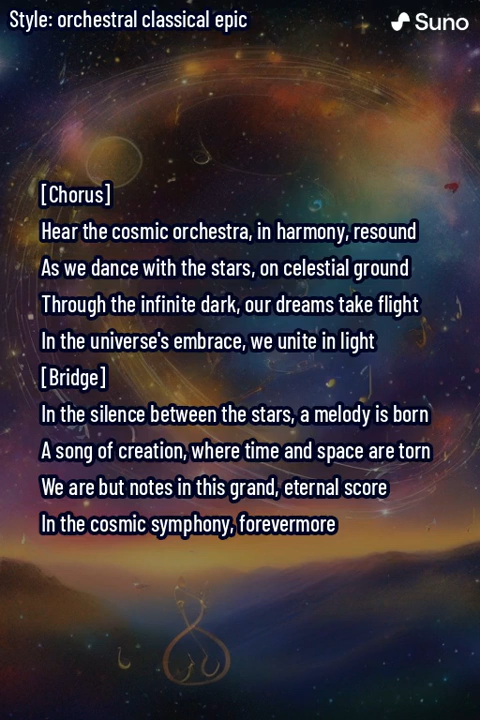 Style: orchestral classical epic
Suno
[Chorus]
Hear the cosmic orchestra, in harmony, resound
As we dance with the stars, on celestial ground
Through the infinite dark, our dreams take flight
In the universe's embrace, we unite in light
[Bridge]
In the silence between the stars, a melody is born
A song of creation, where time and space are torn
We are but notes in this grand, eternal score
In the cosmic symphony, forevermore